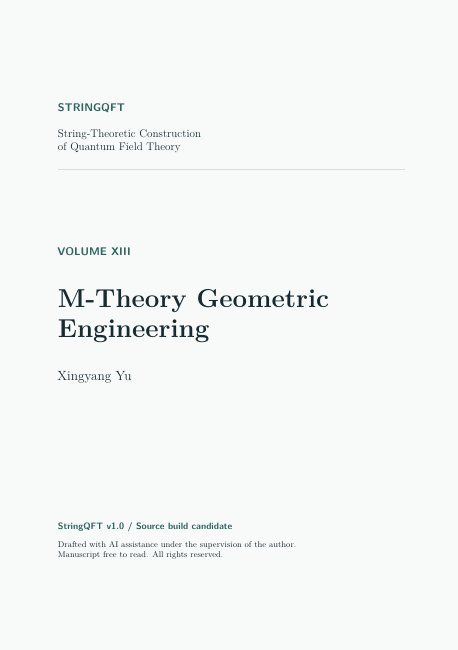 STRINGQFT
String-Theoretic Construction
of Quantum Field Theory
VOLUME XIII
M-Theory Geometric
Engineering
Xingyang Yu
StringQFT v1.0 / Source build candidate
Drafted with AI assistance under the supervision of the author.
Manuscript free to read. All rights reserved.